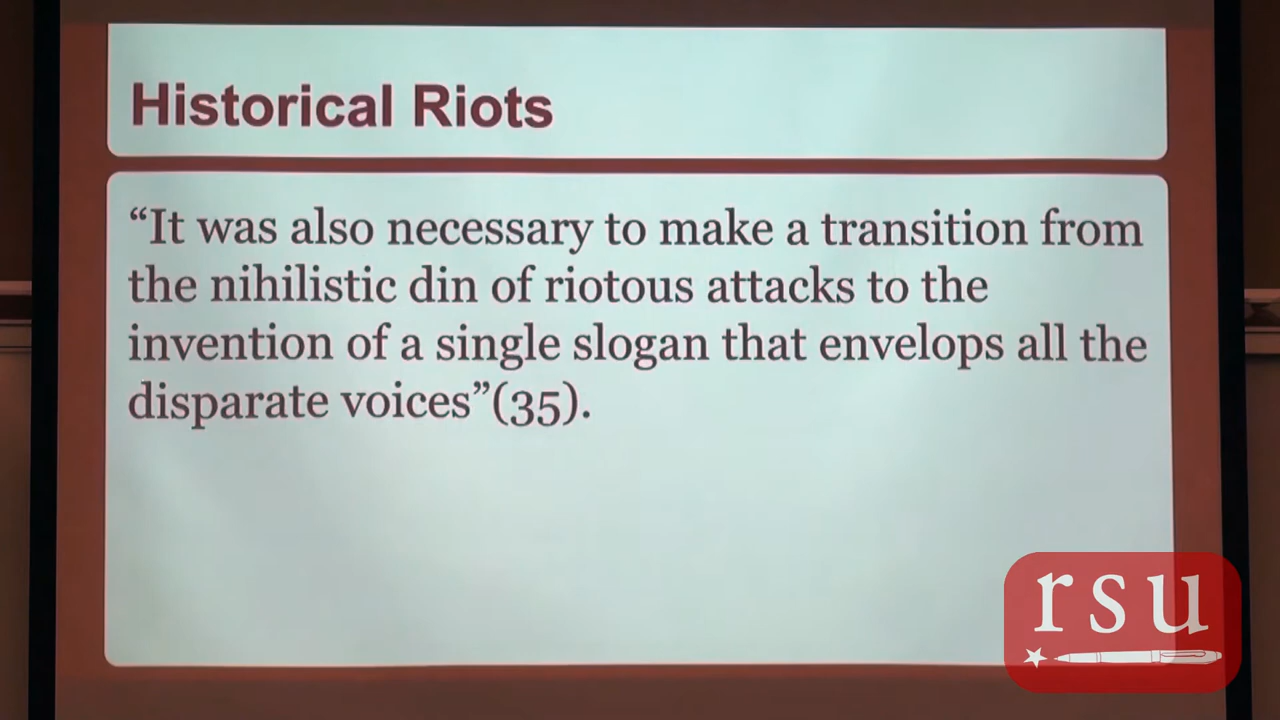 Historical Riots
“It was also necessary to make a transition from
the nihilistic din of riotous attacks to the
invention of a single slogan that envelops all the
disparate voices”(35).
rsu